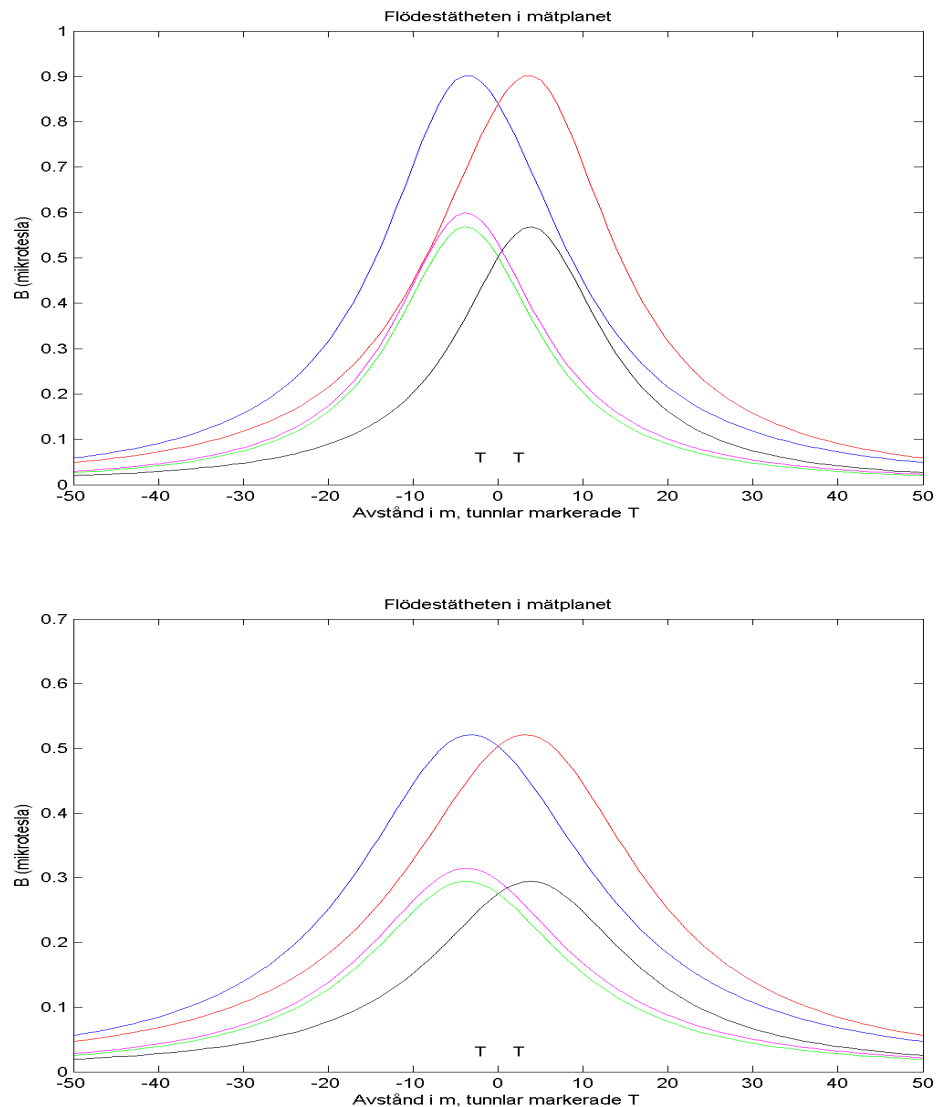 Flödestätheten i mätplanet
1
0.9
0.8
0.7
0.6
0.5
0.4
0.3
0.2
0.1
0
B (mikrotesla)
T T
-50 -40 -30 -20 -10 0 10 20 30 40 50
Avstånd i m, tunnlar markerade T
Flödestätheten i mätplanet
0.7
0.6
0.5
0.4
0.3
0.2
0.1
0
B (mikrotesla)
T T
-50 -40 -30 -20 -10 0 10 20 30 40 50
Avstånd i m, tunnlar markerade T